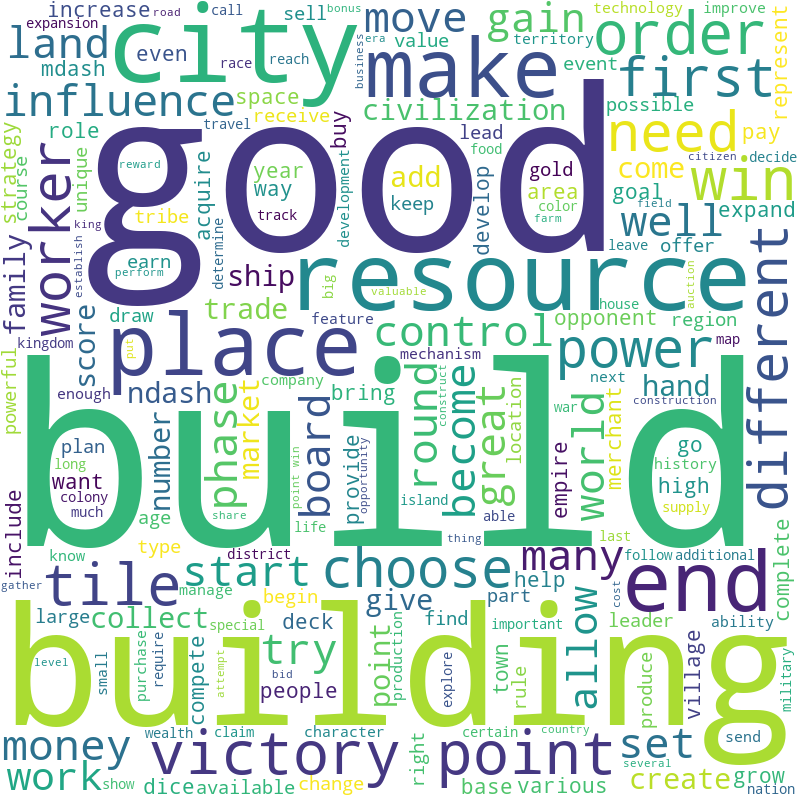 increase road
call
sell
bonus
technology
improve
expansion
land
city
move
gain
order
represent
even
value
reach
business
territory
mdash
era
race
make
event
first
influence
space
receive
civilization
possible
role
travel
buy
lead
need
pay
strategy
course
unique
good
food
citizen
decide
worker
reward
year
way
add
keep
gold
area
color
farm
come
win
acquire
tribe
track
development
develop
goal
well
expand
family
king
establish
earn
perform
determine
field
leave
offer
different
score
ship
big
resource
valuable
house
auction
draw
trade
feature
place
control
opponent
region
kingdom
put
mechanism
power
map
powerful
enough
ndash
company
bring
round
become
construct
great
location
next
war
hand
construction
plan
long
want
colony
much
number
phase
market
board
point win
provide
opportunity
build
empire
world
merchant
go
history
high
supply
include
age
share
life
island
able
last
know
type
district
thing
many
follow
additional
complete
gather
tile
start
manage
choose
help
end
begin
give
part
cost
large
collect
special
deck
find
important
allow
leader
ability
small
purchase
require
compete
try
point
production
explore
town
rule
people
bid
level
building
attempt
produce
village
military
money
wealth
claim
character
certain
country
victory point
right
set
send
several
work
show
dice
available
change
base
various
create
grow
nation